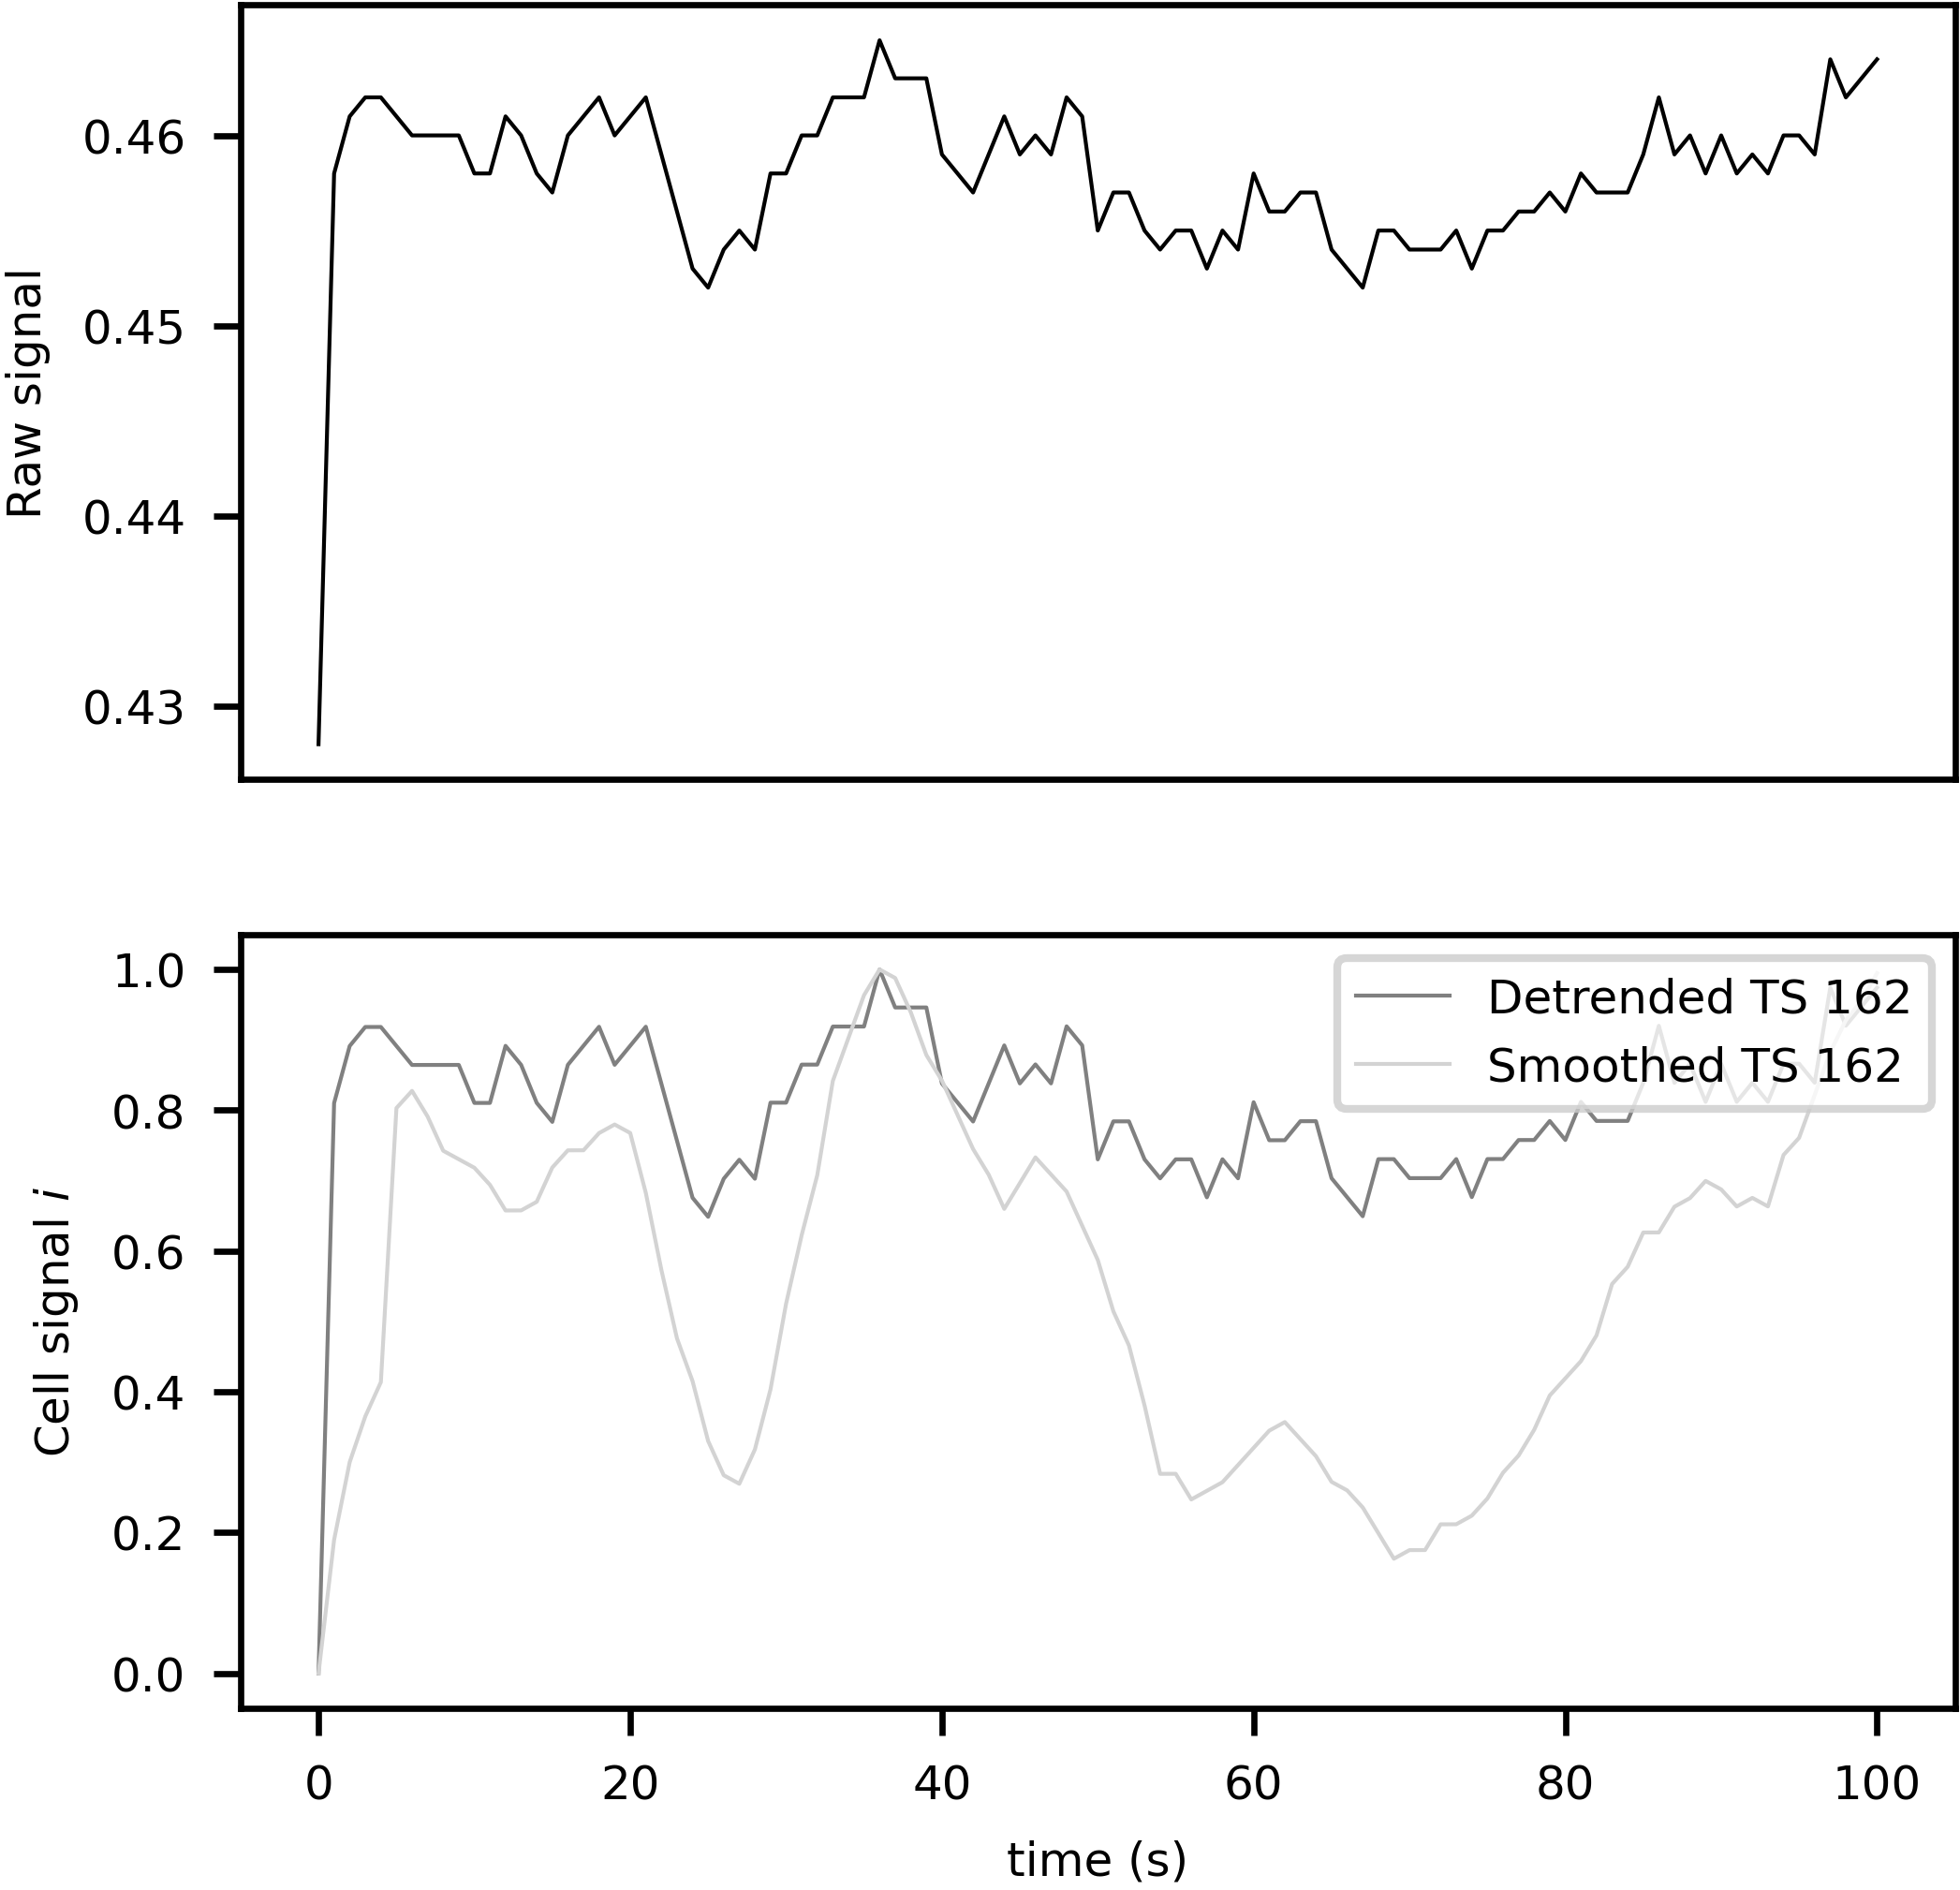 Raw signal
0.46
0.45
0.44
0.43
Cell signal i
1.0
0.8
0.6
0.4
0.2
0.0
Detrended TS 162
Smoothed TS 162
0 20 40 60 80 100
time (s)